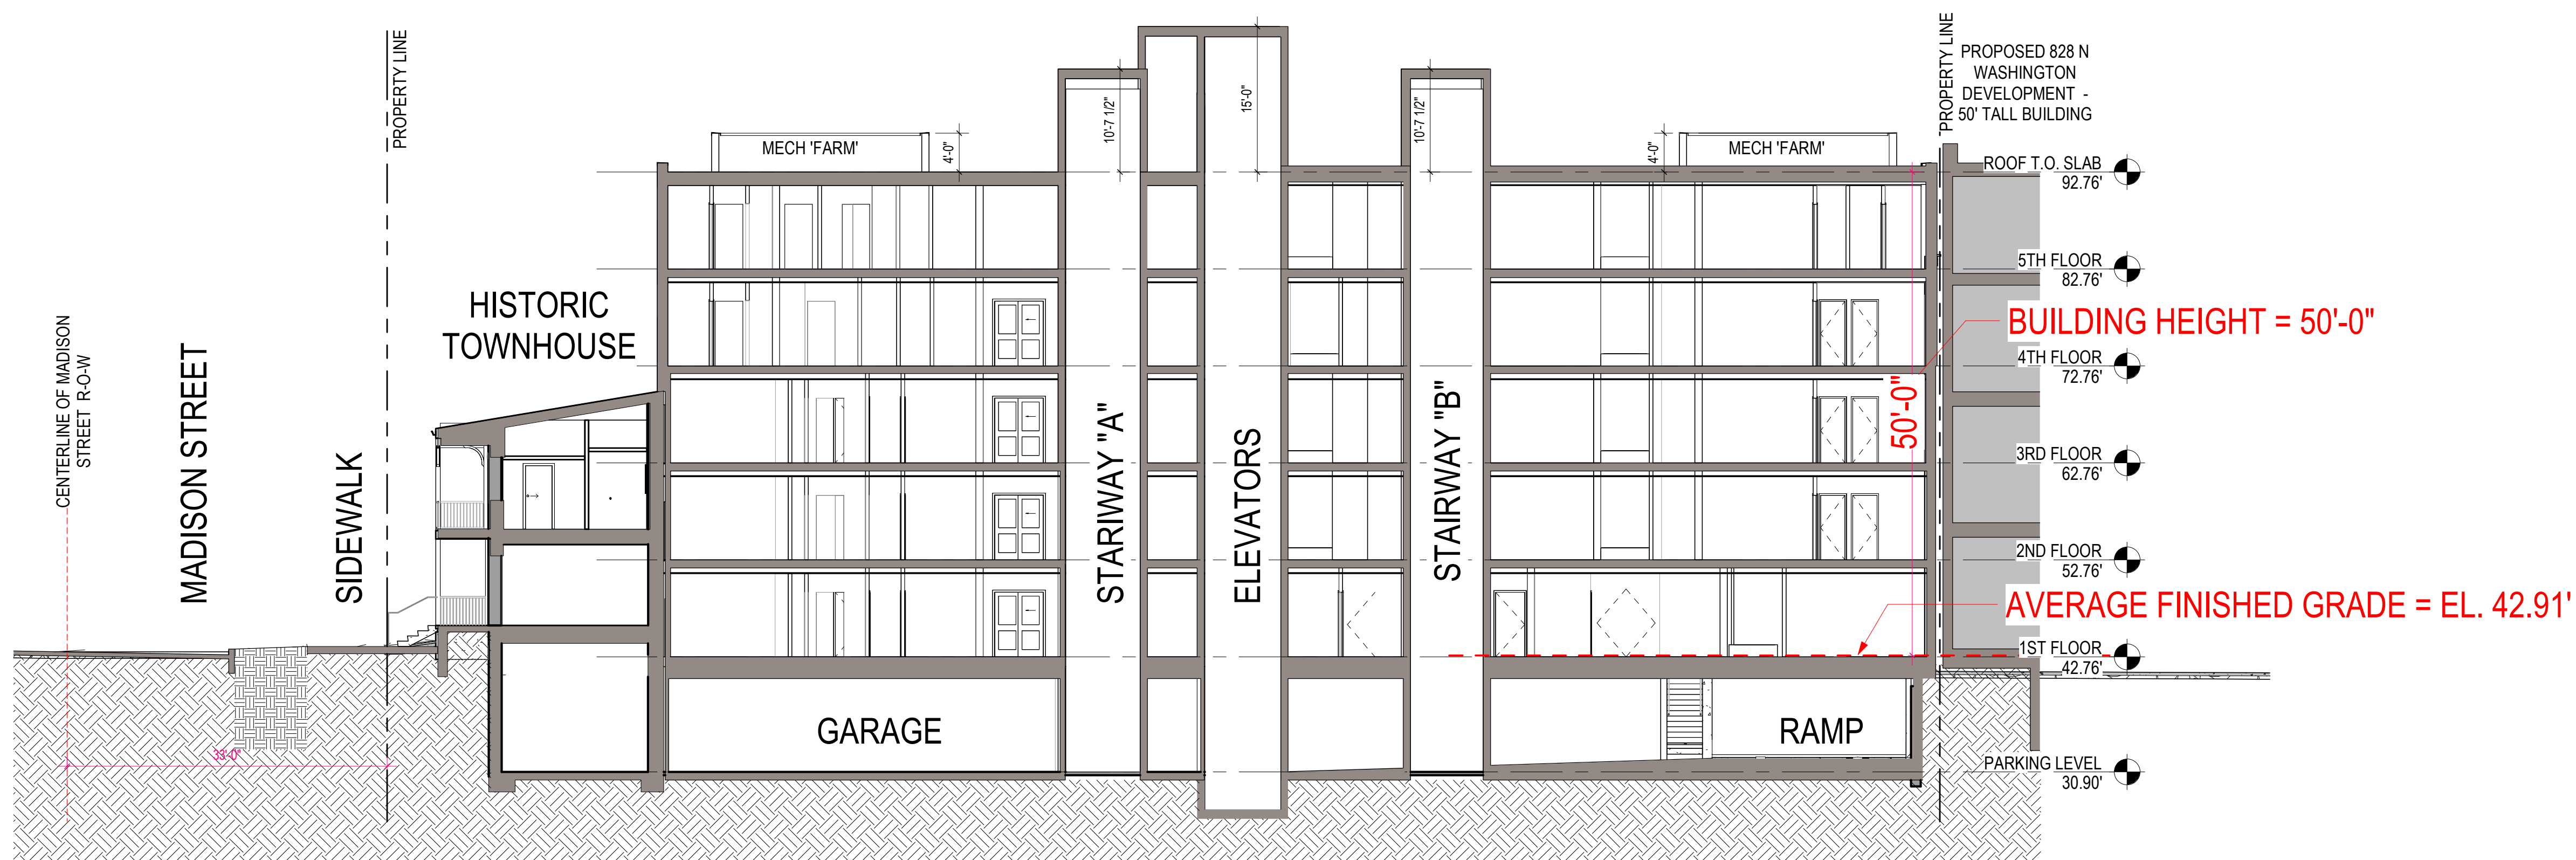 CENTERLINE OF MADISON
STREET R-O-W
MADISON STREET
SIDEWALK
PROPERTY LINE
33'-0"
HISTORIC
TOWNHOUSE
MECH 'FARM'
4'-0"
10'-7 1/2"
15'-0"
10'-7 1/2"
4'-0"
MECH 'FARM'
STARIWAY "A"
ELEVATORS
STAIRWAY "B"
GARAGE
RAMP
50'-0"
PROPERTY LINE
PROPOSED 828 N
WASHINGTON
DEVELOPMENT -
50' TALL BUILDING
ROOF T.O. SLAB
92.76'
5TH FLOOR
82.76'
BUILDING HEIGHT = 50'-0"
4TH FLOOR
72.76'
3RD FLOOR
62.76'
2ND FLOOR
52.76'
AVERAGE FINISHED GRADE = EL. 42.91'
1ST FLOOR
42.76'
PARKING LEVEL
30.90'